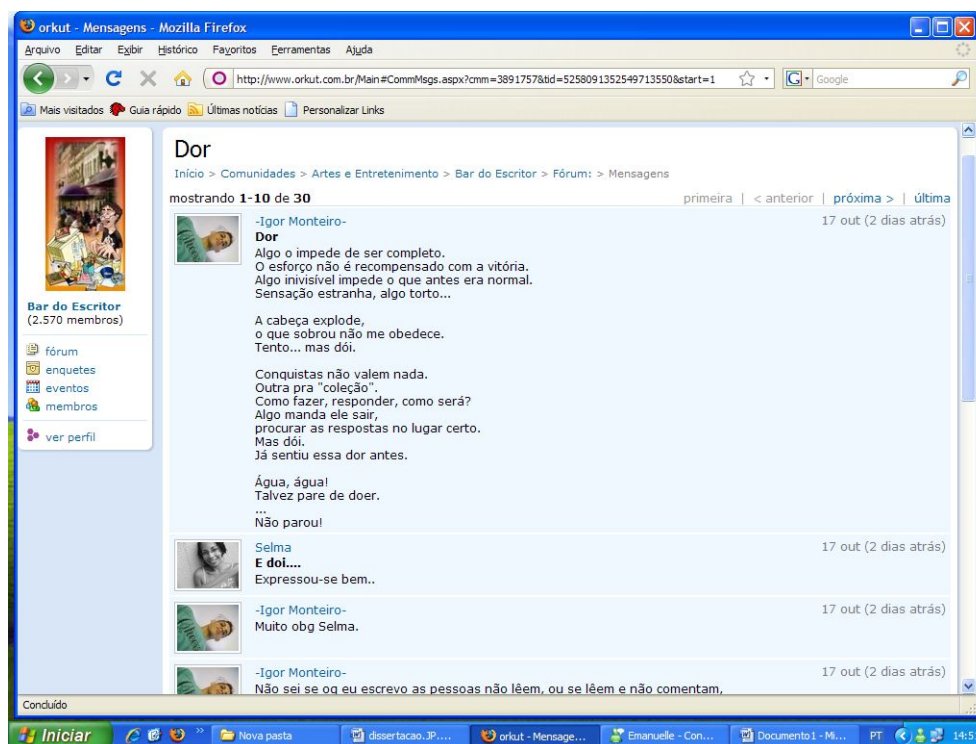 orkut - Mensagens - Mozilla Firefox
Arquivo Editar Exibir Histórico Favoritos Ferramentas Ajuda
http://www.orkut.com.br/Main#CommMsgs.aspx?cmm=3891757&tid=5258091352549713550&start=1
Google
Mais visitados Guia rápido Últimas notícias Personalizar Links
Bar do Escritor
(2.570 membros)
fórum
enquetes
eventos
membros
ver perfil
Dor
Início > Comunidades > Artes e Entretenimento > Bar do Escritor > Fórum: > Mensagens
mostrando 1-10 de 30
primeira | < anterior | próxima > | última
-Igor Monteiro-
17 out (2 dias atrás)
Dor
Algo o impede de ser completo.
O esforço não é recompensado com a vitória.
Algo inivisível impede o que antes era normal.
Sensação estranha, algo torto...
A cabeça explode,
o que sobrou não me obedece.
Tento... mas dói.
Conquistas não valem nada.
Outra pra "coleção".
Como fazer, responder, como será?
Algo manda ele sair,
procurar as respostas no lugar certo.
Mas dói.
Já sentiu essa dor antes.
Água, água!
Talvez pare de doer.
...
Não parou!
Selma
17 out (2 dias atrás)
E doi....
Expressou-se bem..
-Igor Monteiro-
17 out (2 dias atrás)
Muito obg Selma.
-Igor Monteiro-
17 out (2 dias atrás)
Não sei se oq eu escrevo as pessoas não lêem, ou se lêem e não comentam,
Concluído
Iniciar
Nova pasta
dissertacao.JP....
orkut - Mensage...
Emanuelle - Con...
Documento1 - Mi...
PT
14:5